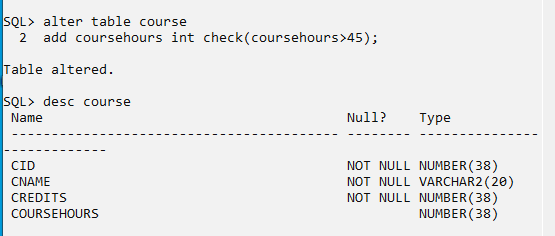 SQL> alter table course
  2  add coursehours int check(coursehours>45);
Table altered.
SQL> desc course
 Name                                      Null?    Type
 ----------------------------------------- -------- ---------------
------------
 CID                                       NOT NULL NUMBER(38)
 CNAME                                     NOT NULL VARCHAR2(20)
 CREDITS                                   NOT NULL NUMBER(38)
 COURSEHOURS                                        NUMBER(38)